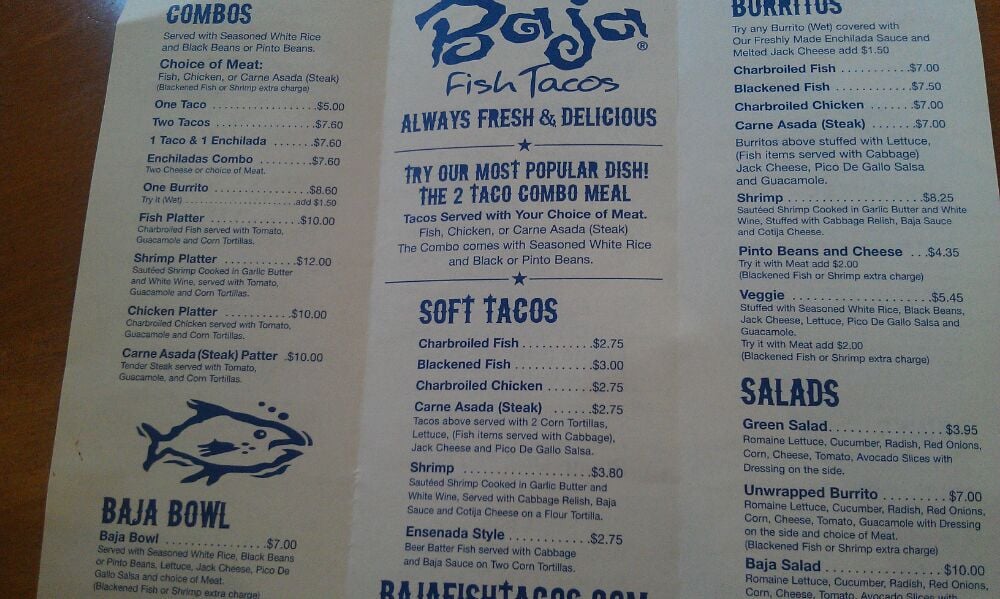 COMBOS
Served with Seasoned White Rice
and Black Beans or Pinto Beans.
Choice of Meat:
Fish, Chicken, or Carne Asada (Steak)
(Blackened Fish or Shrimp extra charge)
One Taco ..................$5.00
Two Tacos ..................$7.60
1 Taco & 1 Enchilada ......$7.60
Enchiladas Combo .........$7.60
Two Cheese or choice of Meat.
One Burrito ................$8.60
Try it (Wet) ........................add $1.50
Fish Platter ...............$10.00
Charbroiled Fish served with Tomato,
Guacamole and Corn Tortillas.
Shrimp Platter ............$12.00
Sautéed Shrimp Cooked in Garlic Butter
and White Wine, served with Tomato,
Guacamole and Corn Tortillas.
Chicken Platter ...........$10.00
Charbroiled Chicken served with Tomato,
Guacamole and Corn Tortillas.
Carne Asada (Steak) Patter .$10.00
Tender Steak served with Tomato,
Guacamole, and Corn Tortillas.
BAJA BOWL
Baja Bowl .................$7.00
Served with Seasoned White Rice, Black Beans
or Pinto Beans, Lettuce, Jack Cheese, Pico De
Gallo Salsa and choice of Meat.
(Blackened Fish or Shrimp extra charge)
Baja®
Fish Tacos
ALWAYS FRESH & DELICIOUS
TRY OUR MOST POPULAR DISH!
THE 2 TACO COMBO MEAL
Tacos Served with Your Choice of Meat.
Fish, Chicken, or Carne Asada (Steak)
The Combo comes with Seasoned White Rice
and Black or Pinto Beans.
SOFT TACOS
Charbroiled Fish ...........$2.75
Blackened Fish ............$3.00
Charbroiled Chicken .......$2.75
Carne Asada (Steak) ......$2.75
Tacos above served with 2 Corn Tortillas,
Lettuce, (Fish items served with Cabbage),
Jack Cheese and Pico De Gallo Salsa.
Shrimp ...................$3.80
Sautéed Shrimp Cooked in Garlic Butter and
White Wine, Served with Cabbage Relish, Baja
Sauce and Cotija Cheese on a Flour Tortilla.
Ensenada Style ............$2.75
Beer Batter Fish served with Cabbage
and Baja Sauce on Two Corn Tortillas.
BAJAFISHTACOS.COM
BURRITOS
Try any Burrito (Wet) covered with
Our Freshly Made Enchilada Sauce and
Melted Jack Cheese add $1.50
Charbroiled Fish ..........$7.00
Blackened Fish ............$7.50
Charbroiled Chicken .......$7.00
Carne Asada (Steak) .......$7.00
Burritos above stuffed with Lettuce,
(Fish items served with Cabbage)
Jack Cheese, Pico De Gallo Salsa
and Guacamole.
Shrimp ...................$8.25
Sautéed Shrimp Cooked in Garlic Butter and White
Wine, Stuffed with Cabbage Relish, Baja Sauce
and Cotija Cheese.
Pinto Beans and Cheese ...$4.35
Try it with Meat add $2.00
(Blackened Fish or Shrimp extra charge)
Veggie ....................$5.45
Stuffed with Seasoned White Rice, Black Beans,
Jack Cheese, Lettuce, Pico De Gallo Salsa and
Guacamole.
Try it with Meat add $2.00
(Blackened Fish or Shrimp extra charge)
SALADS
Green Salad................$3.95
Romaine Lettuce, Cucumber, Radish, Red Onions,
Corn, Cheese, Tomato, Avocado Slices with
Dressing on the side.
Unwrapped Burrito .........$7.00
Romaine Lettuce, Cucumber, Radish, Red Onions,
Corn, Cheese, Tomato, Guacamole with Dressing
on the side and choice of Meat.
(Blackened Fish or Shrimp extra charge)
Baja Salad ................$10.00
Romaine Lettuce, Cucumber, Radish, Red Onions,
Corn, Cheese, Tomato, Avocado Slices with